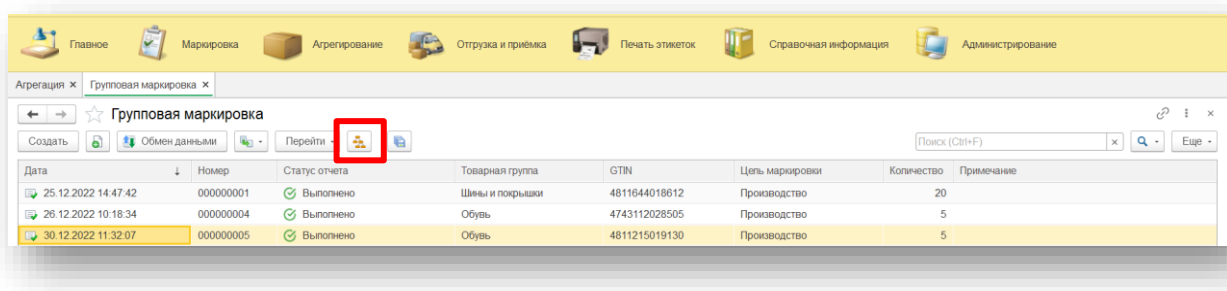 Главное Маркировка Агрегирование Отгрузка и приёмка Печать этикеток Справочная информация Администрирование
Агрегация × Групповая маркировка ×
Групповая маркировка
Создать Обмен данными Перейти Поиск (Ctrl+F) × Еще
Дата ↓ Номер Статус отчета Товарная группа GTIN Цель маркировки Количество Примечание
25.12.2022 14:47:42 000000001 Выполнено Шины и покрышки 4811644018612 Производство 20
26.12.2022 10:18:34 000000004 Выполнено Обувь 4743112028505 Производство 5
30.12.2022 11:32:07 000000005 Выполнено Обувь 4811215019130 Производство 5